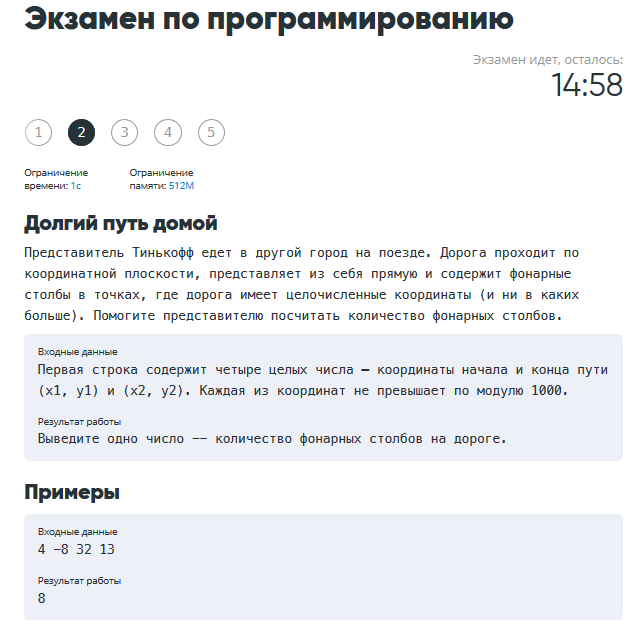 Экзамен по программированию
Экзамен идет, осталось:
14:58
1 2 3 4 5
Ограничение времени: 1с
Ограничение памяти: 512M
Долгий путь домой
Представитель Тинькофф едет в другой город на поезде. Дорога проходит по
координатной плоскости, представляет из себя прямую и содержит фонарные
столбы в точках, где дорога имеет целочисленные координаты (и ни в каких
больше). Помогите представителю посчитать количество фонарных столбов.
Входные данные
Первая строка содержит четыре целых числа — координаты начала и конца пути
(x1, y1) и (x2, y2). Каждая из координат не превышает по модулю 1000.
Результат работы
Выведите одно число –– количество фонарных столбов на дороге.
Примеры
Входные данные
4 -8 32 13
Результат работы
8